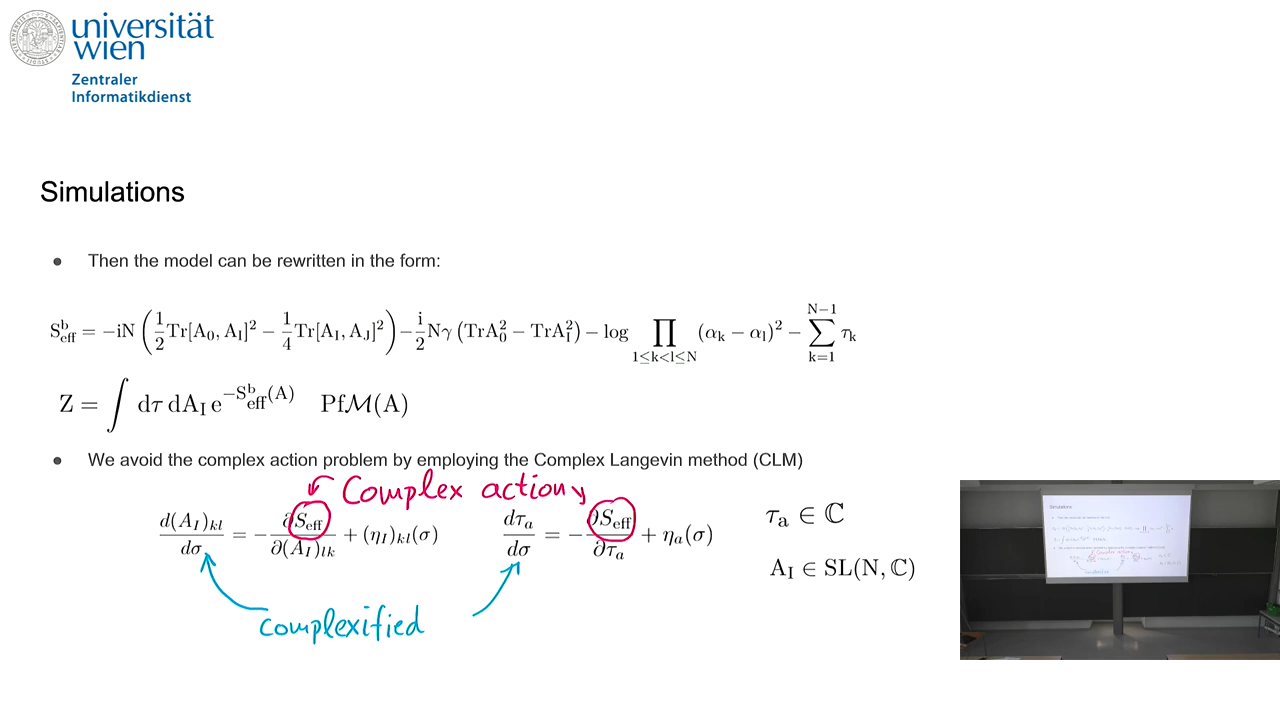 universität
wien
Zentraler
Informatikdienst
Simulations
● Then the model can be rewritten in the form:
S_eff^b = −iN (1/2 Tr[A_0, A_I]^2 − 1/4 Tr[A_I, A_J]^2) − i/2 Nγ (TrA_0^2 − TrA_I^2) − log ∏_{1≤k<l≤N} (α_k − α_l)^2 − ∑_{k=1}^{N−1} τ_k
Z = ∫ dτ dA_I e^{−S_eff^b(A)} Pf𝓜(A)
● We avoid the complex action problem by employing the Complex Langevin method (CLM)
Complex action
d(A_I)_kl/dσ = −∂S_eff/∂(A_I)_lk + (η_I)_kl(σ) dτ_a/dσ = −∂S_eff/∂τ_a + η_a(σ) τ_a ∈ ℂ
A_I ∈ SL(N, ℂ)
complexified